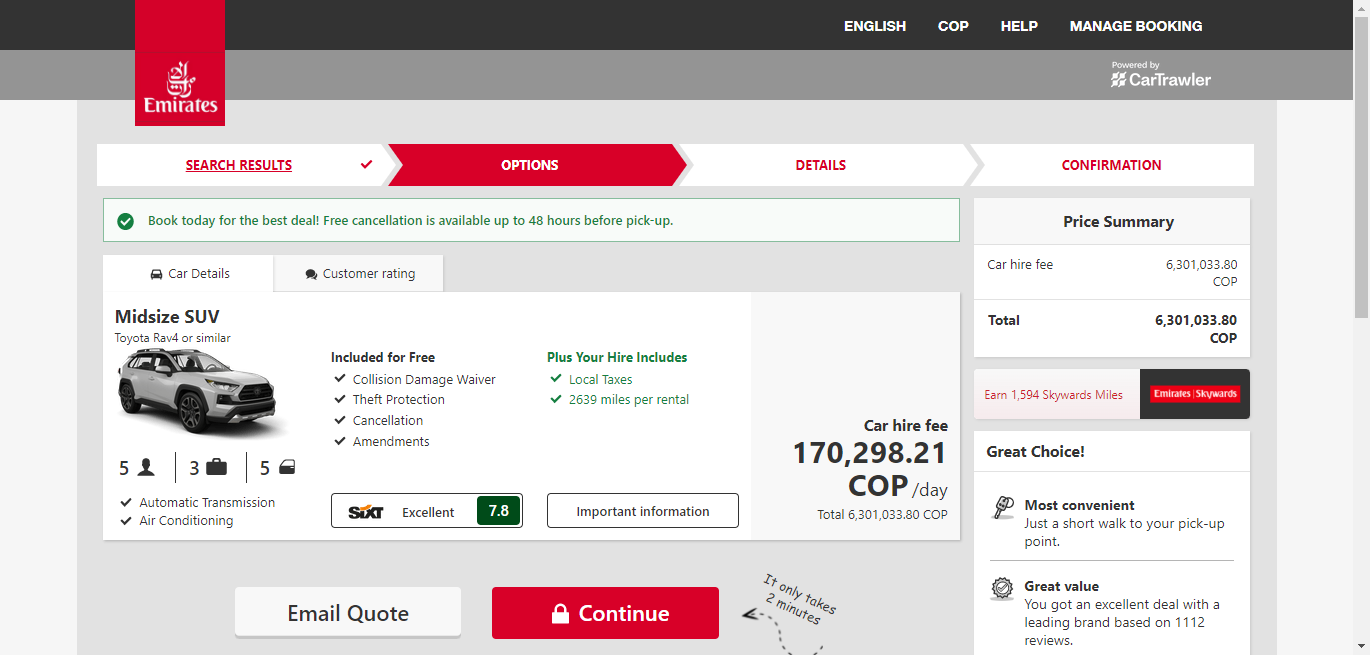 ENGLISH COP HELP MANAGE BOOKING
Powered by
CarTrawler
Emirates
SEARCH RESULTS OPTIONS DETAILS CONFIRMATION
Book today for the best deal! Free cancellation is available up to 48 hours before pick-up.
Car Details Customer rating
Midsize SUV
Toyota Rav4 or similar
5 3 5
Automatic Transmission
Air Conditioning
Included for Free
Collision Damage Waiver
Theft Protection
Cancellation
Amendments
SIXT Excellent 7.8
Plus Your Hire Includes
Local Taxes
2639 miles per rental
Important information
Car hire fee
170,298.21
COP /day
Total 6,301,033.80 COP
Email Quote
Continue
It only takes
2 minutes
Price Summary
Car hire fee 6,301,033.80
COP
Total 6,301,033.80
COP
Earn 1,594 Skywards Miles
Emirates Skywards
Great Choice!
Most convenient
Just a short walk to your pick-up
point.
Great value
You got an excellent deal with a
leading brand based on 1112
reviews.